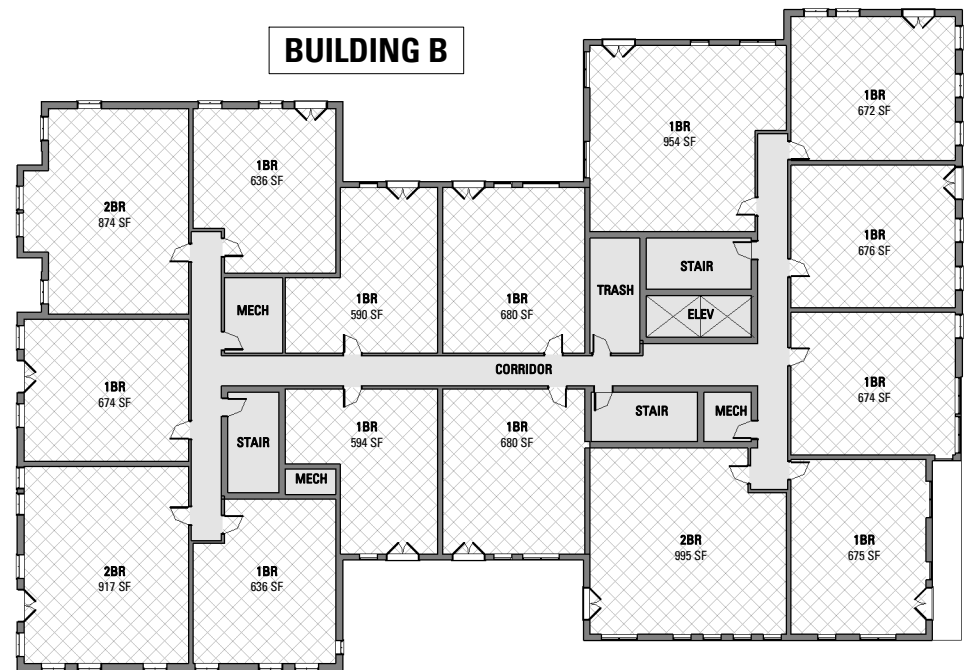 BUILDING B
1BR
672 SF
1BR
954 SF
1BR
636 SF
2BR
874 SF
1BR
676 SF
STAIR
TRASH
ELEV
MECH
1BR
590 SF
1BR
680 SF
CORRIDOR
1BR
674 SF
1BR
674 SF
STAIR
1BR
594 SF
1BR
680 SF
STAIR
MECH
MECH
2BR
917 SF
1BR
636 SF
2BR
995 SF
1BR
675 SF